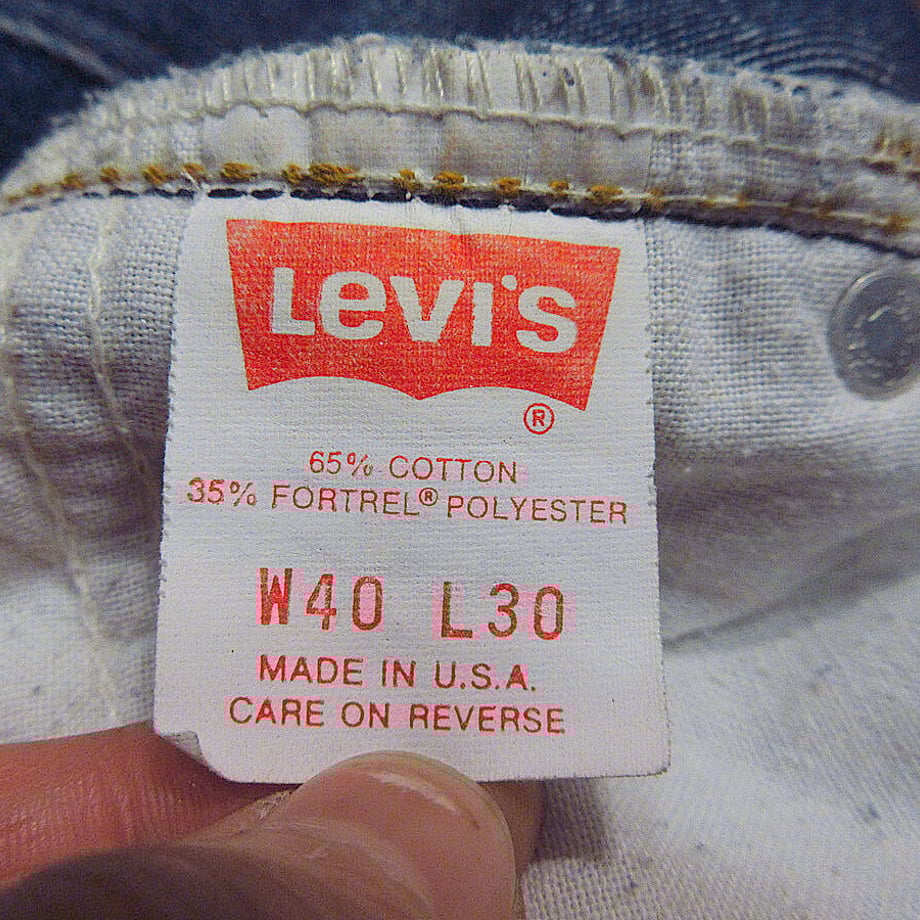 LEVI'S
®
65% COTTON
35% FORTREL® POLYESTER
W40 L30
MADE IN U.S.A.
CARE ON REVERSE